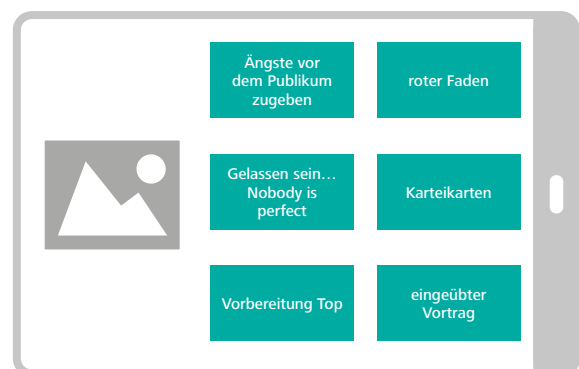 Ängste vor
dem Publikum
zugeben
roter Faden
Gelassen sein…
Nobody is
perfect
Karteikarten
Vorbereitung Top
eingeübter
Vortrag